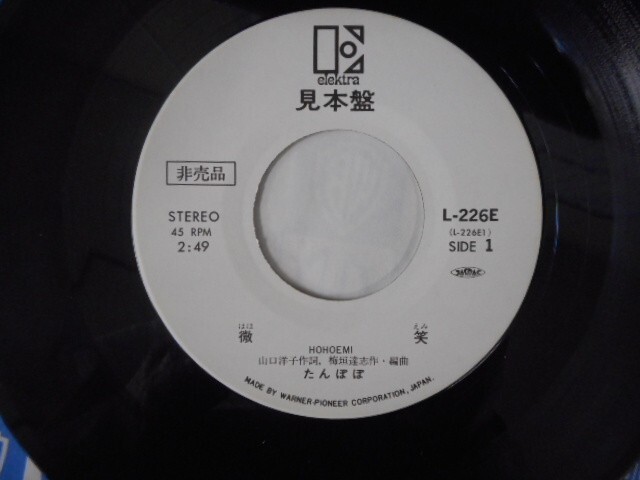 elektra
見本盤
非売品
STEREO
45 RPM
2:49
L-226E
(L-226E1)
SIDE 1
ほほ えみ
微 笑
HOHOEMI
山口洋子作詞、梅垣達志作・編曲
たんぽぽ
MADE BY WARNER-PIONEER CORPORATION, JAPAN.